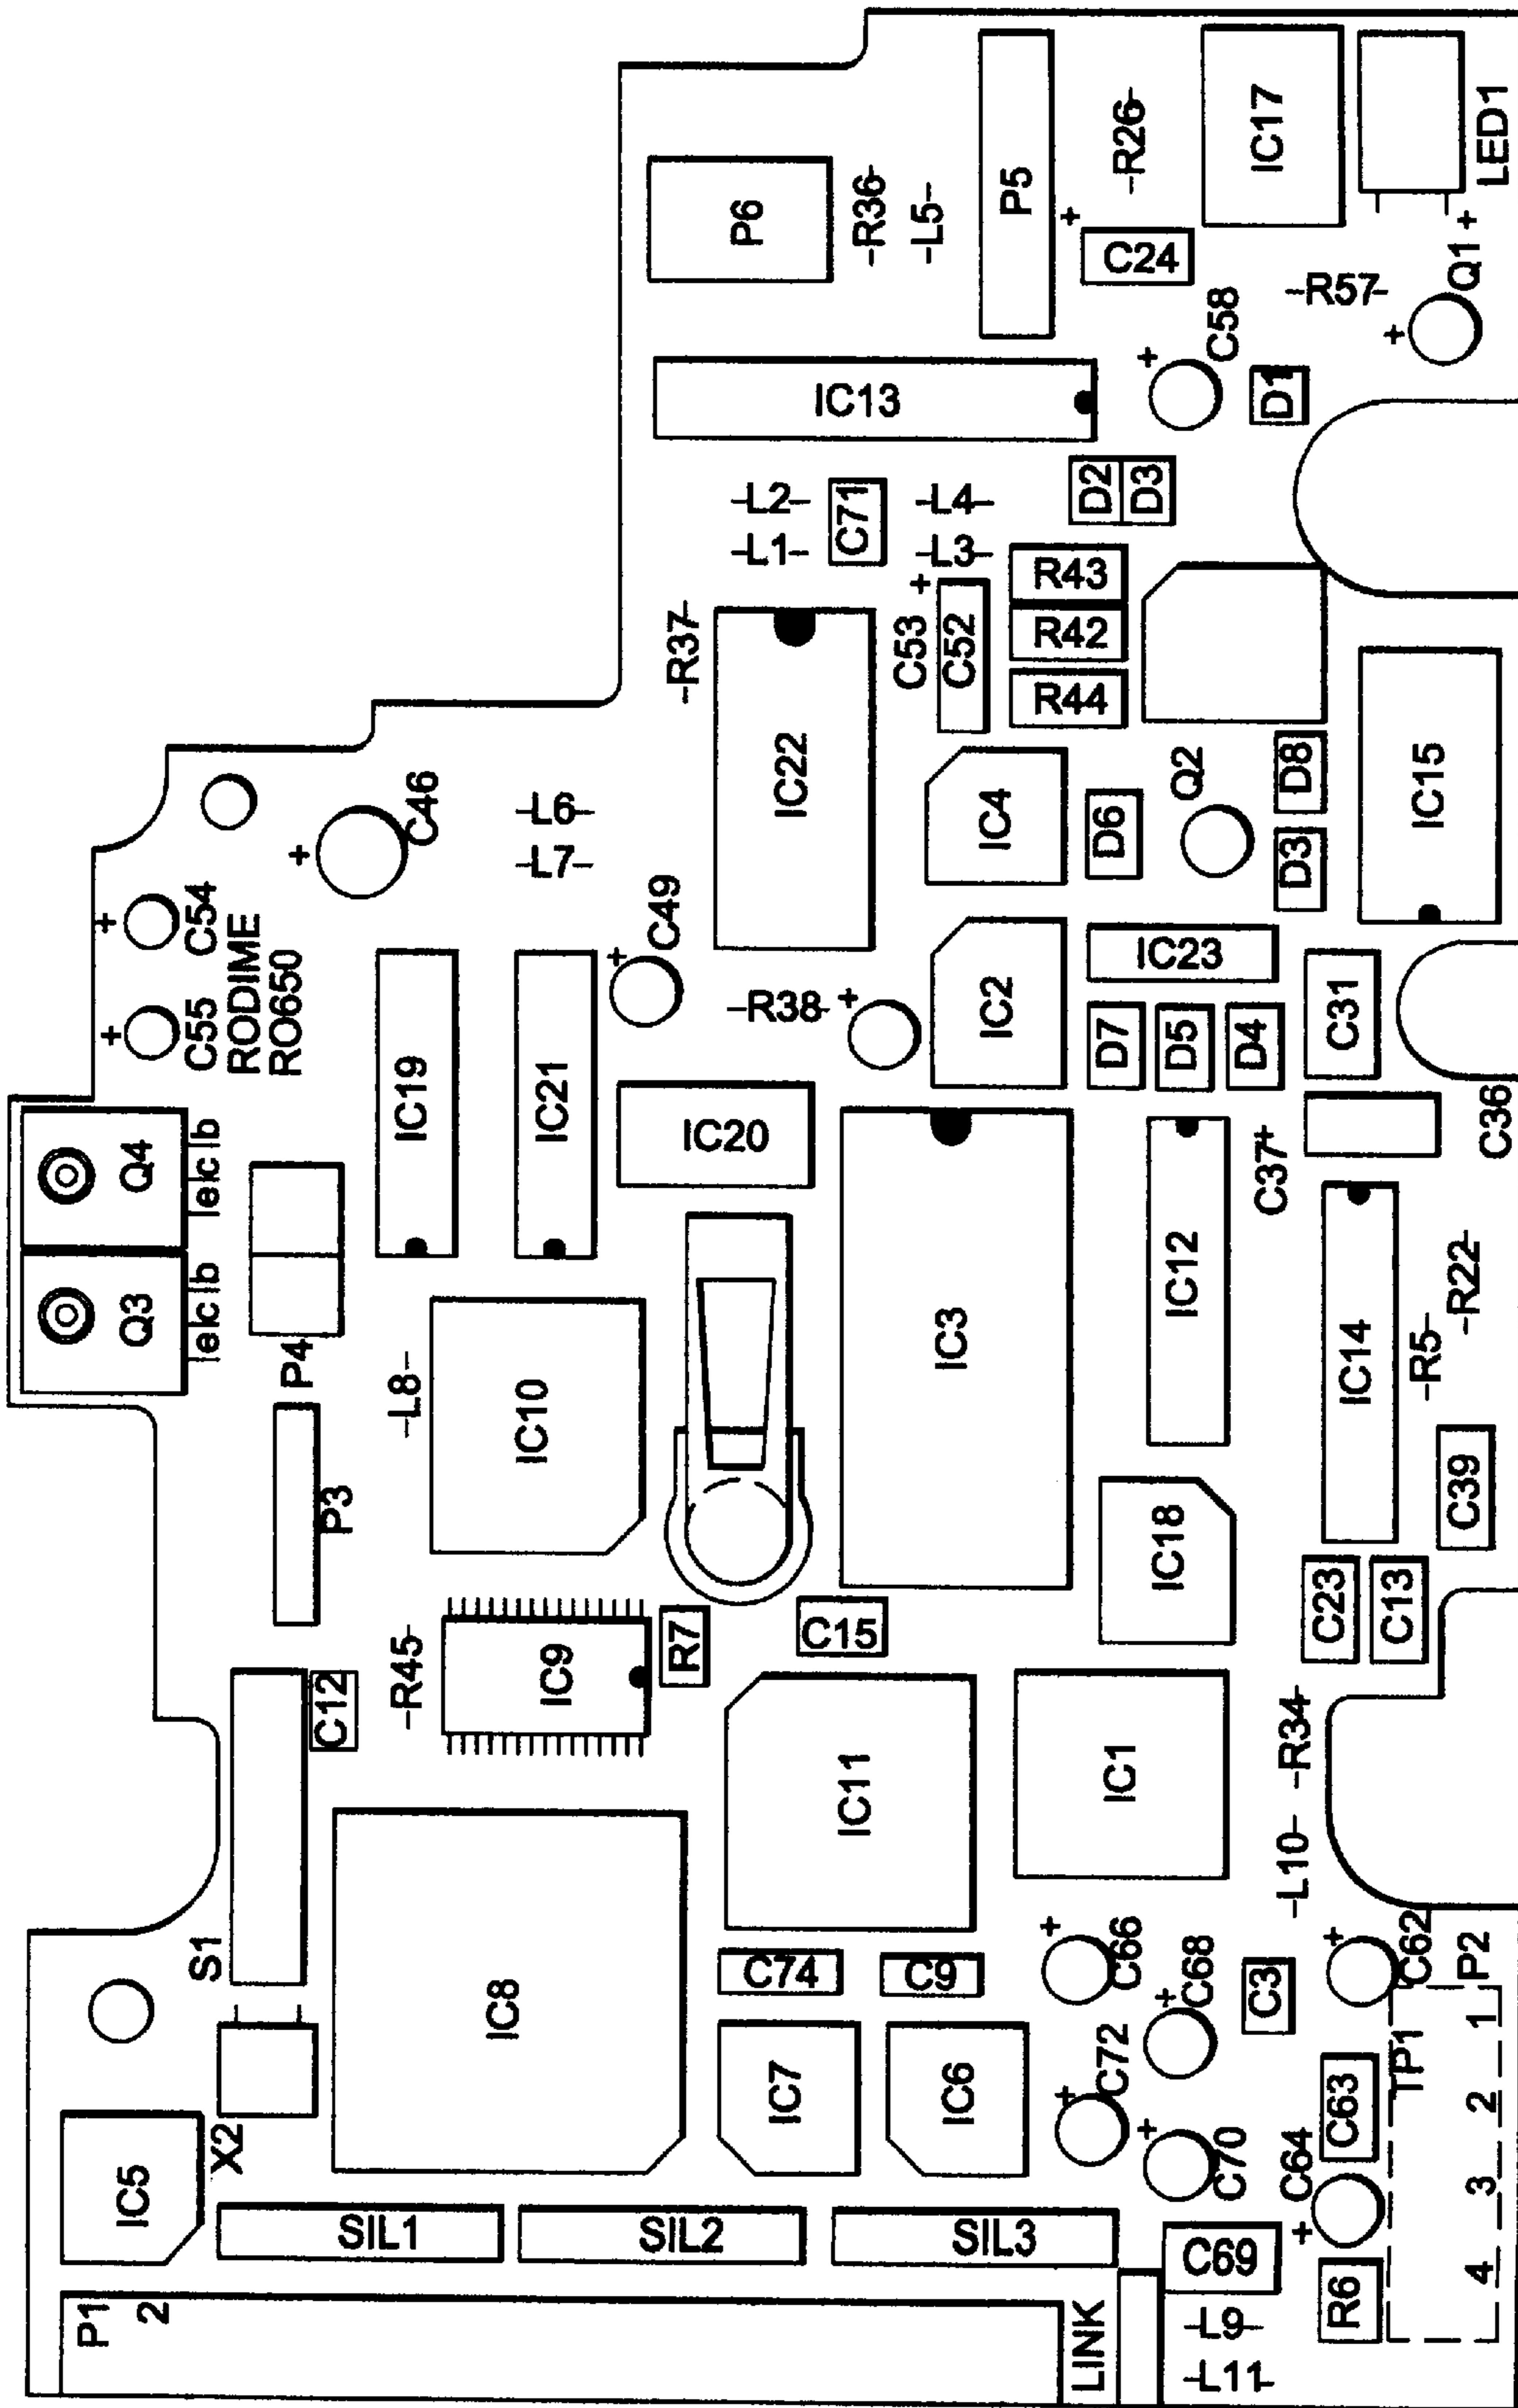 P6
-R36-
-L5-
P5
-R26-
+
C24
IC17
LED1
+
Q1
+
-R57-
C58
+
D1
IC13
-L2-
-L1-
C71
-L4-
-L3-
D2
D3
R43
R42
R44
+
C53
C52
-R37-
IC22
IC4
D6
Q2
D8
D3
IC15
C46
+
-L6-
-L7-
C54
+
C55
+
RODIME
RO650
C49
+
-R38-
+
IC2
IC23
D7
D5
D4
C31
C36
C37
+
IC19
IC21
IC20
Q4
e c b
Q3
e c b
P4
P3
-L8-
IC10
IC3
IC12
IC14
-R5-
-R22-
C39
IC18
C23
C13
C12
-R45-
IC9
R7
C15
IC11
IC1
-R34-
-L10-
S1
X2
IC5
IC8
C74
C9
IC7
IC6
C66
+
C68
+
C72
+
C70
+
C3
C62
+
P2
TP1
1
2
3
4
C63
C64
+
R6
C69
SIL1
SIL2
SIL3
P1
2
LINK
-L9-
-L11-